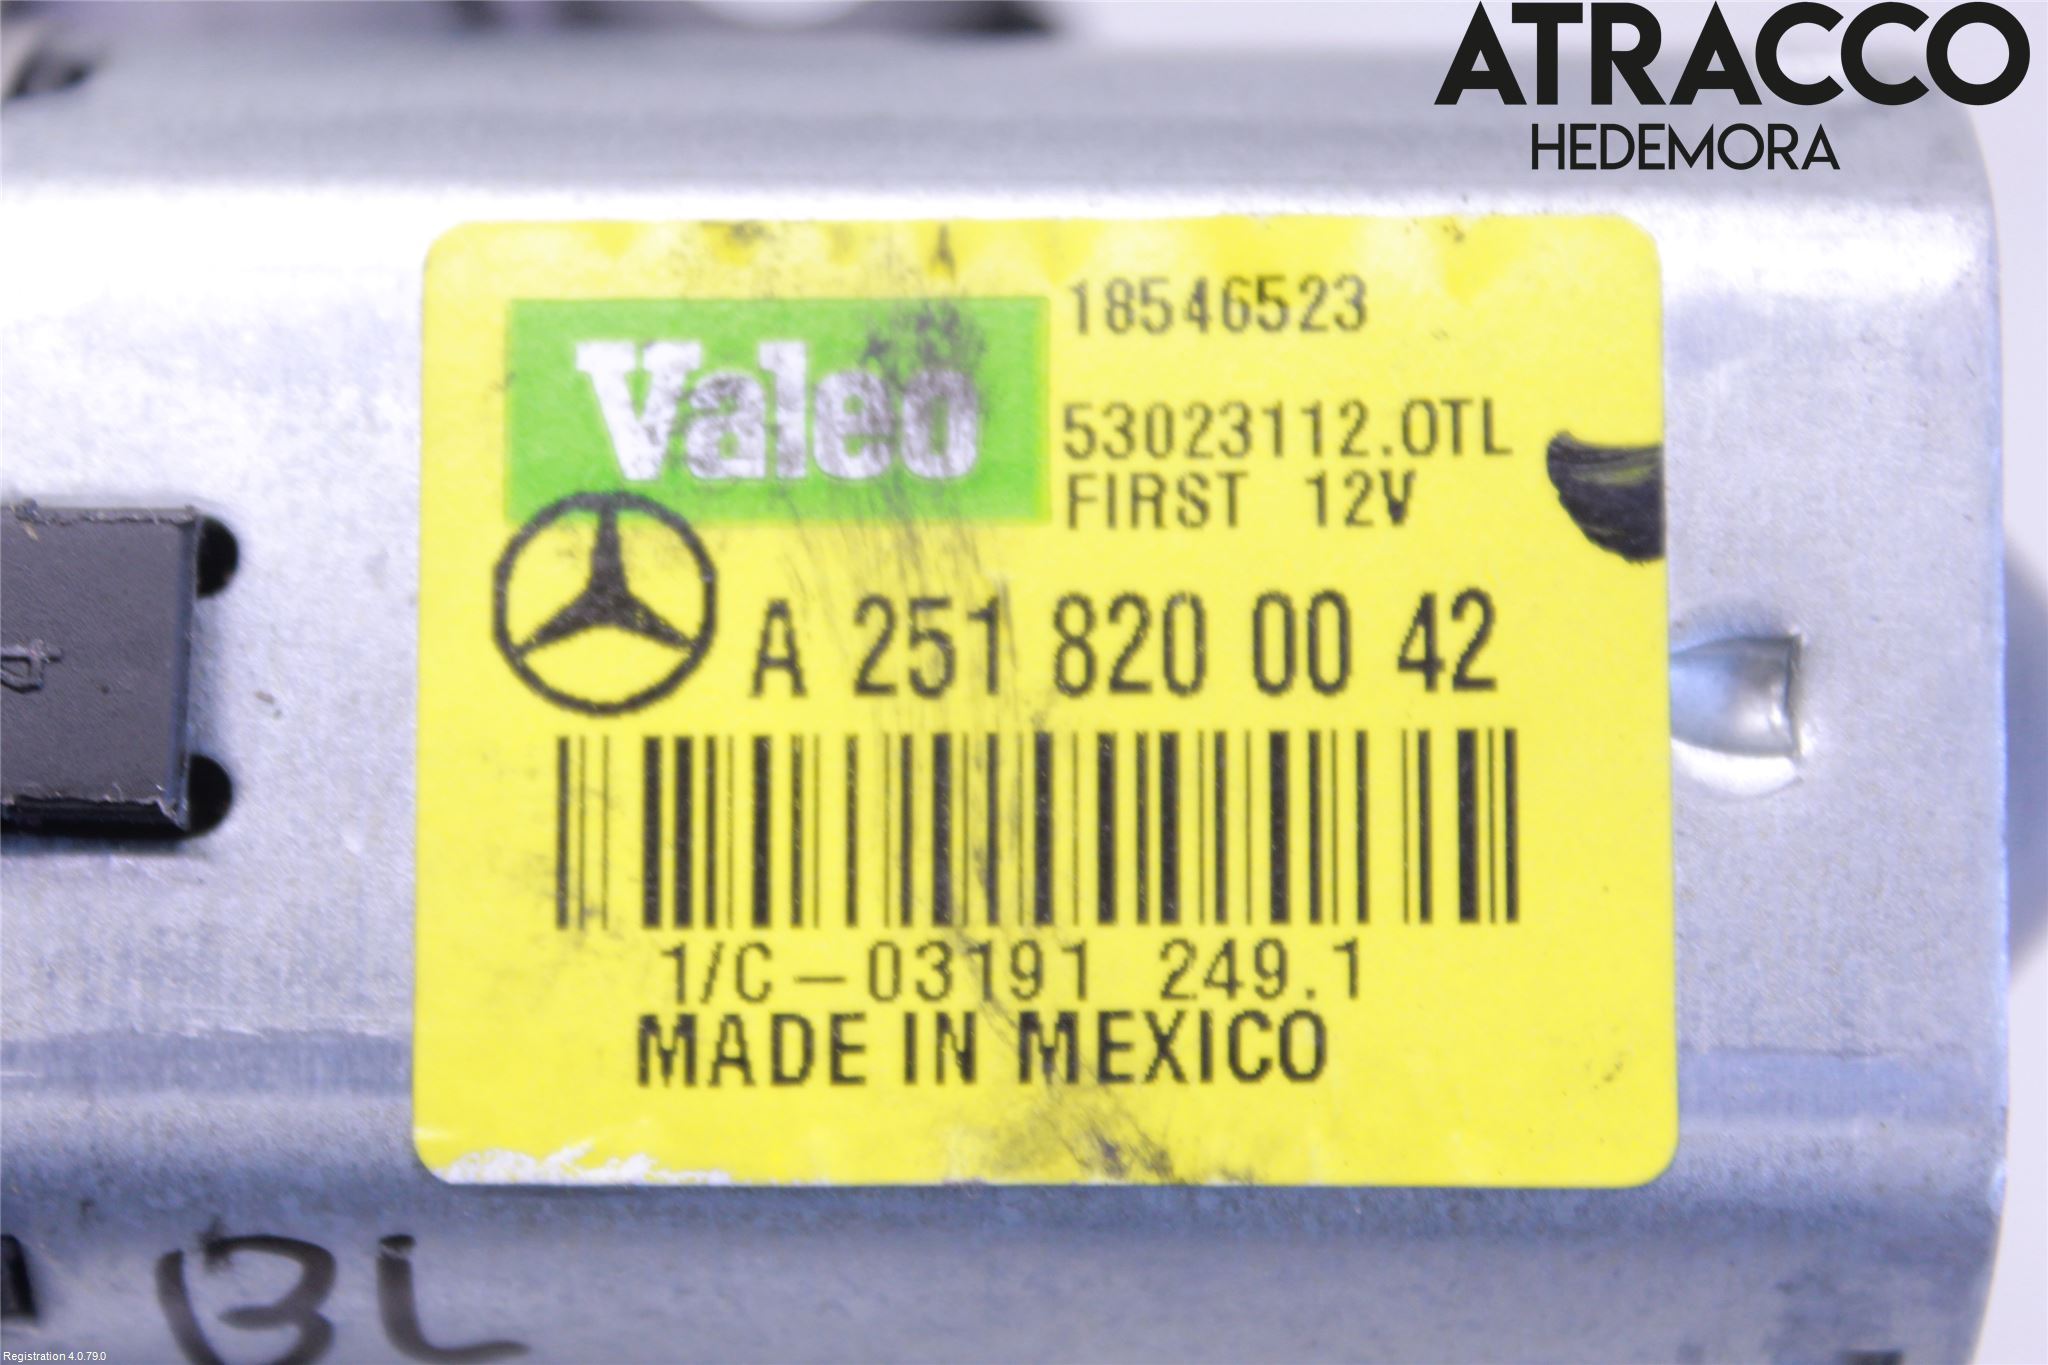 ATRACCO
HEDEMORA
18546523
Valeo
53023112.OTL
FIRST 12V
A 251 820 00 42
1/C-03191 249.1
MADE IN MEXICO
BL
Registration 4.0.79.0